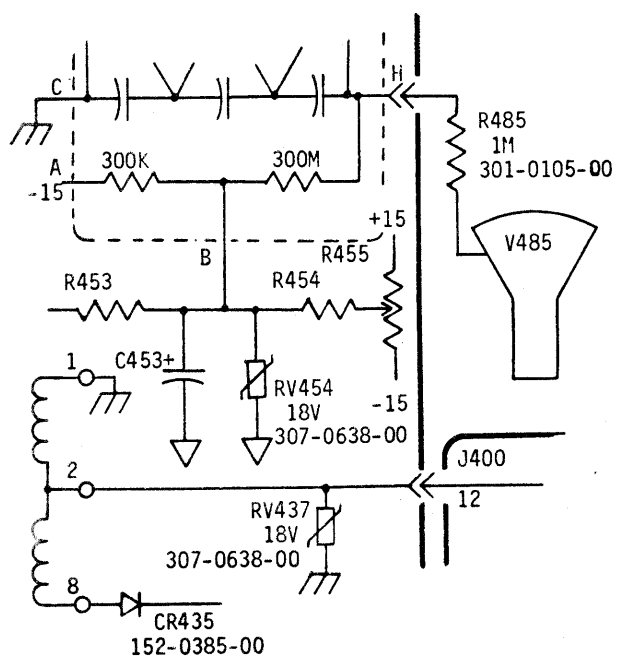 C
H
R485
1M
301-0105-00
A
-15
300K
300M
+15
V485
B
R455
R453
R454
C453+
1
RV454
18V
307-0638-00
-15
J400
2
12
RV437
18V
307-0638-00
8
CR435
152-0385-00